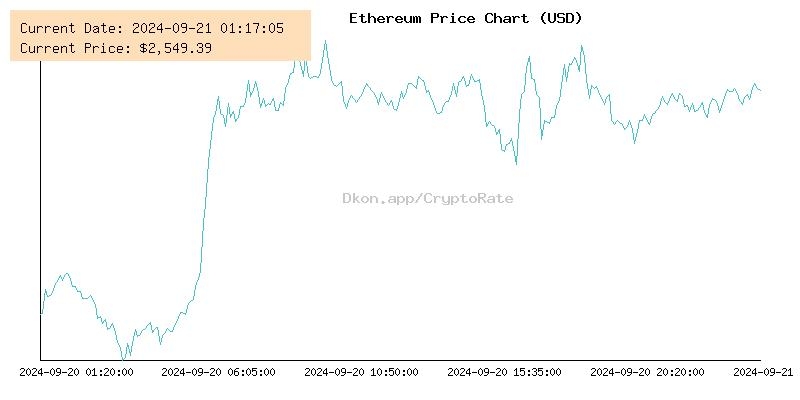 Ethereum Price Chart (USD)
Current Date: 2024-09-21 01:17:05
Current Price: $2,549.39
Dkon.app/CryptoRate
2024-09-20 01:20:00 2024-09-20 06:05:00 2024-09-20 10:50:00 2024-09-20 15:35:00 2024-09-20 20:20:00 2024-09-21